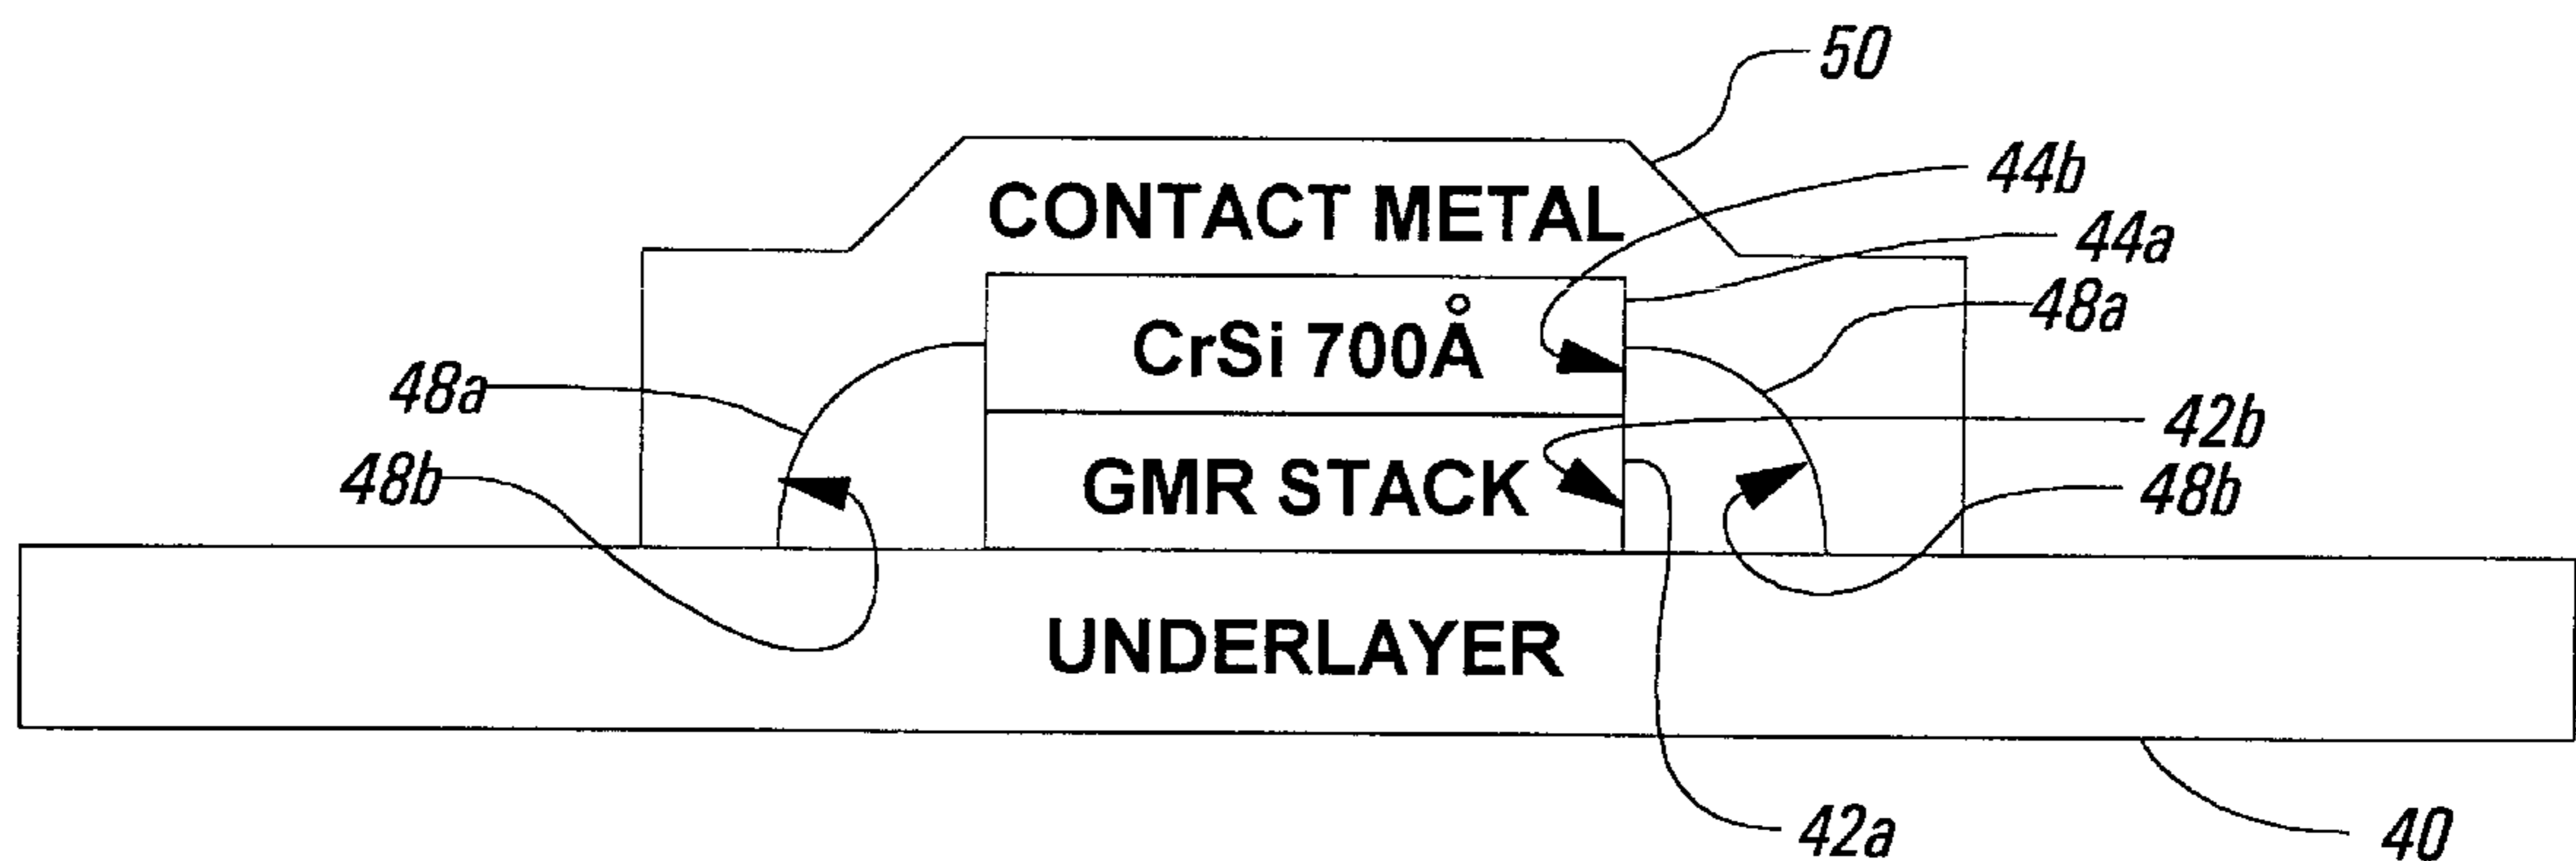 50
44b
CONTACT METAL
44a
48a
CrSi 700Å
48a
42b
48b
GMR STACK
48b
UNDERLAYER
42a
40